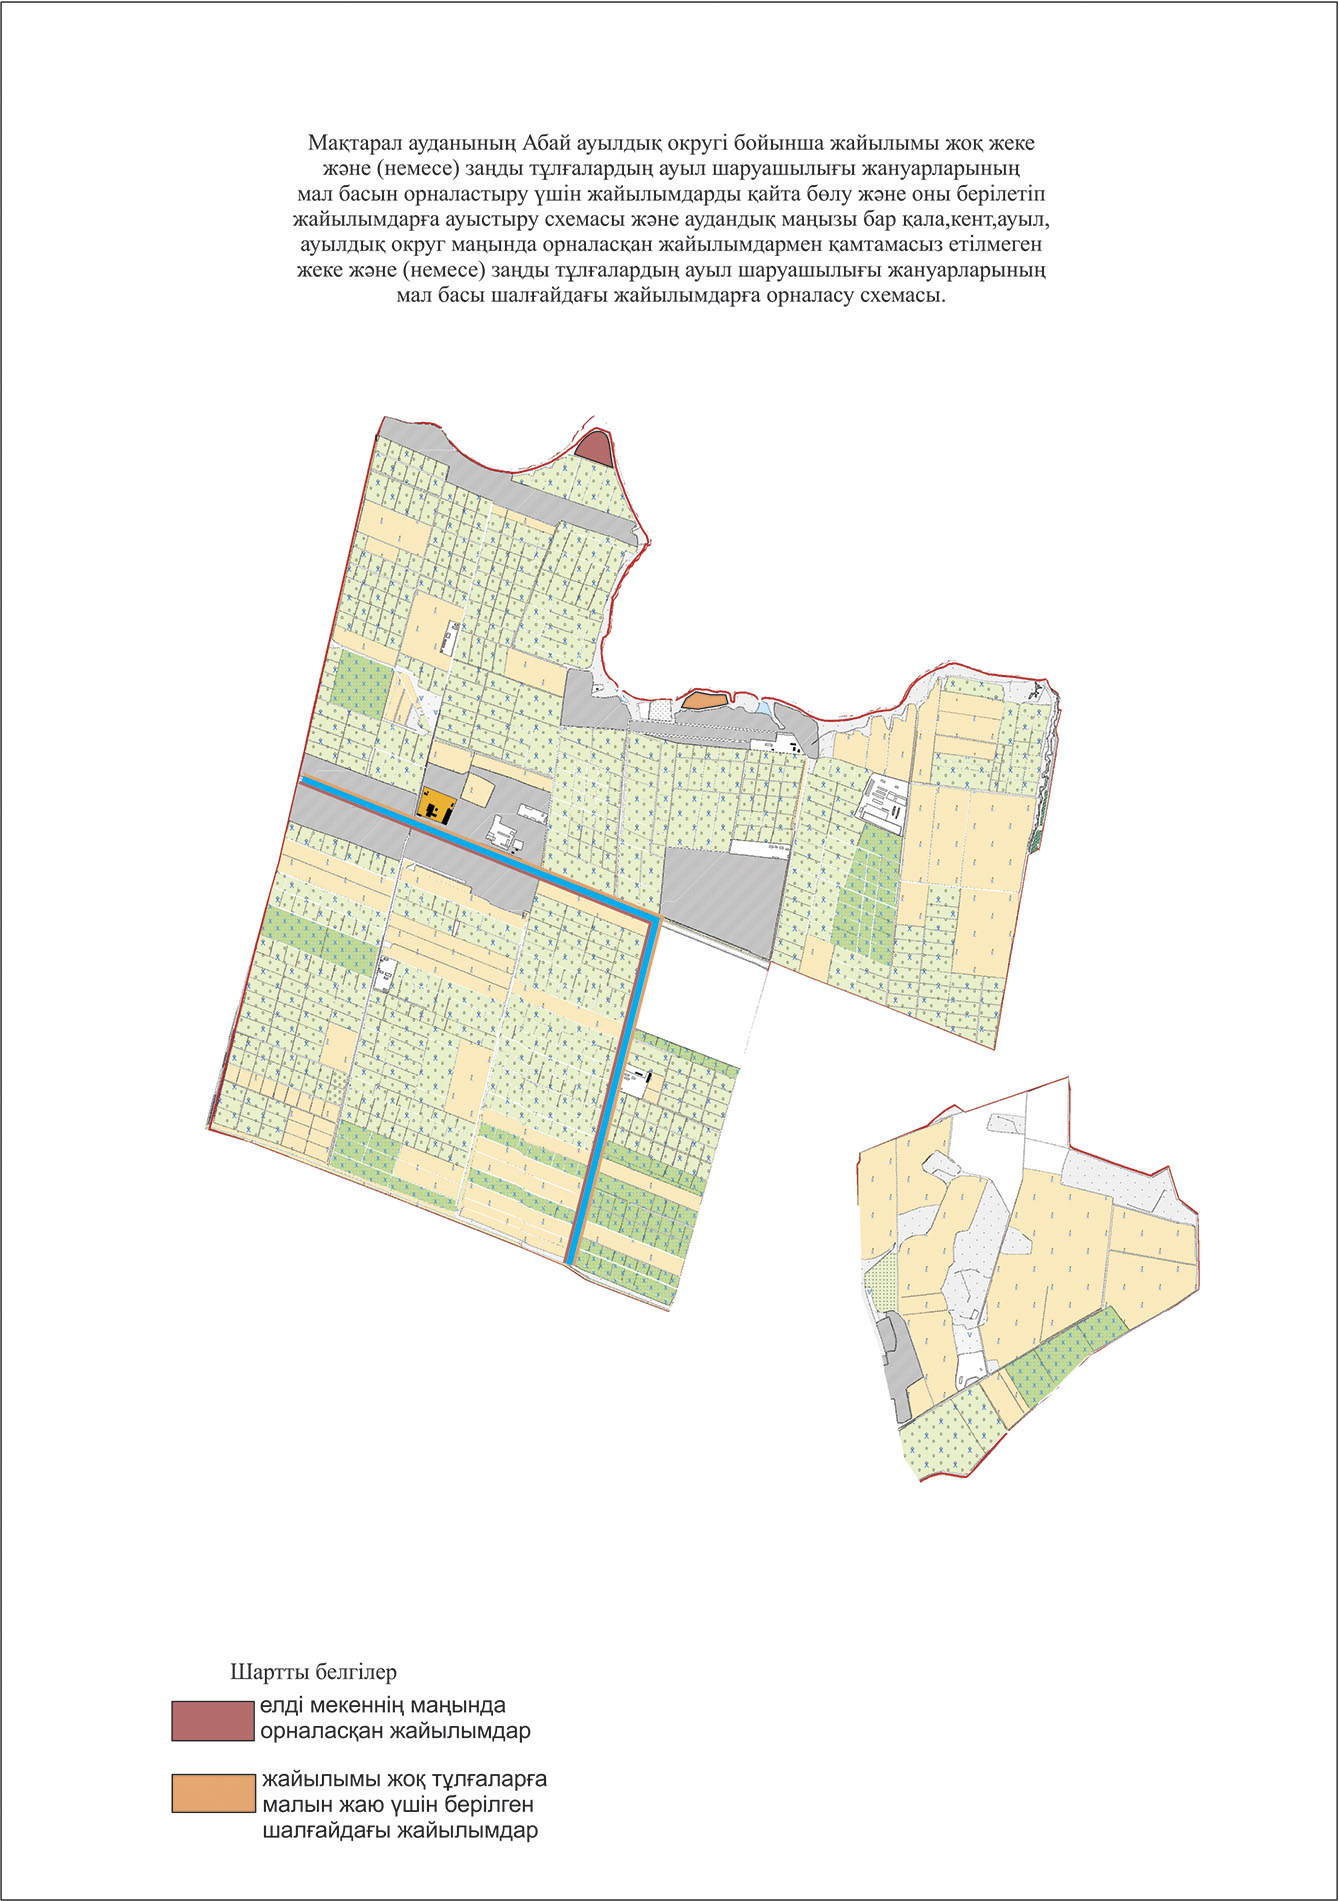 Мақтарал ауданының Абай ауылдық округі бойынша жайылымы жоқ жеке
және (немесе) заңды тұлғалардың ауыл шаруашылығы жануарларының
мал басын орналастыру үшін жайылымдарды қайта бөлу және оны берілетіп
жайылымдарға ауыстыру схемасы және аудандық маңызы бар қала,кент,ауыл,
ауылдық округ маңында орналасқан жайылымдармен қамтамасыз етілмеген
жеке және (немесе) заңды тұлғалардың ауыл шаруашылығы жануарларының
мал басы шалғайдағы жайылымдарға орналасу схемасы.
Шартты белгілер
елді мекеннің маңында
орналасқан жайылымдар
жайылымы жоқ тұлғаларға
малын жаю үшін берілген
шалғайдағы жайылымдар